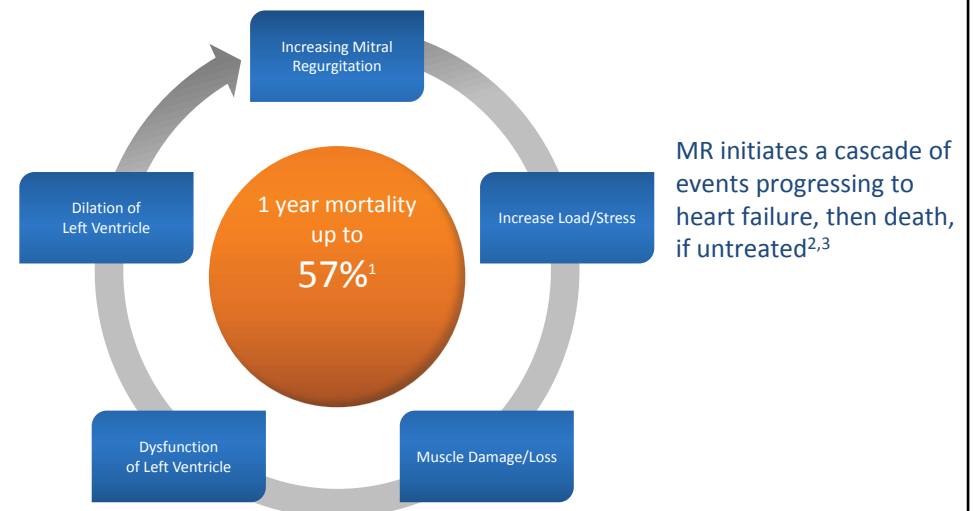 Increasing Mitral
Regurgitation
Increase Load/Stress
Muscle Damage/Loss
Dysfunction
of Left Ventricle
Dilation of
Left Ventricle
1 year mortality
up to
57%¹
MR initiates a cascade of
events progressing to
heart failure, then death,
if untreated²,³